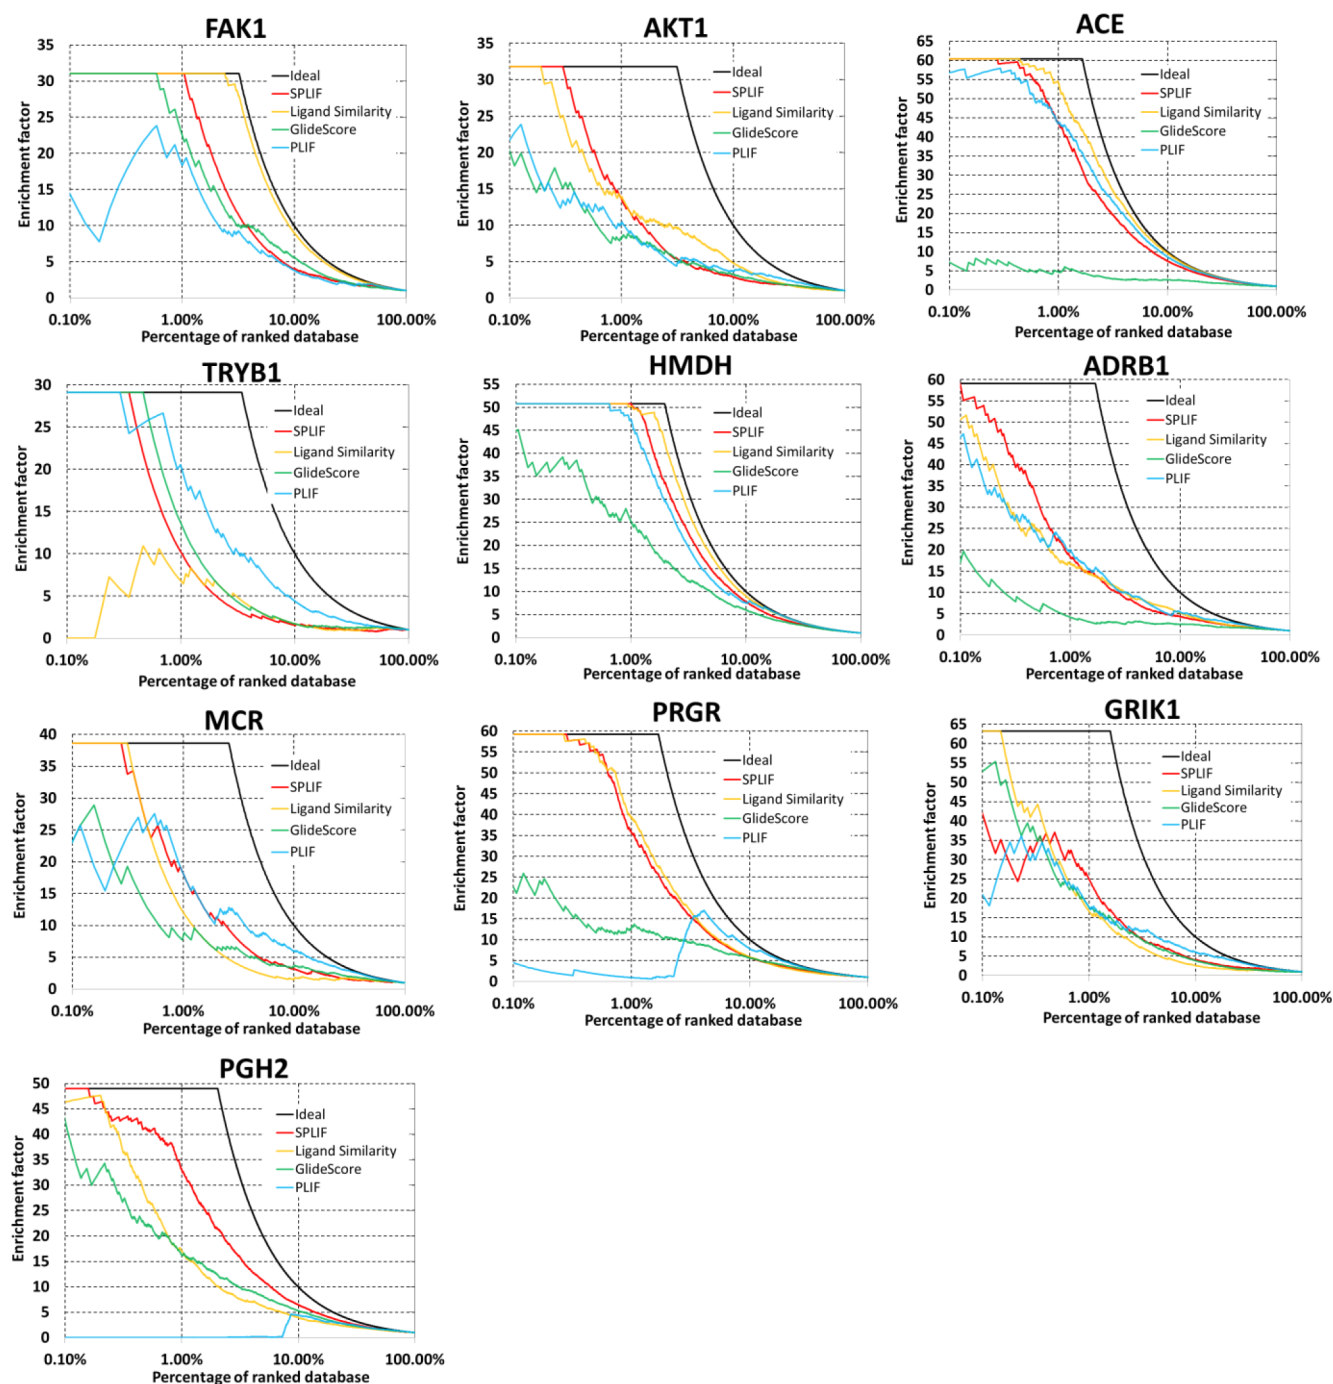 FAK1
35
30
25
20
15
10
5
0
Enrichment factor
Ideal
SPLIF
Ligand Similarity
GlideScore
PLIF
0.10% 1.00% 10.00% 100.00%
Percentage of ranked database
AKT1
35
30
25
20
15
10
5
0
Enrichment factor
Ideal
SPLIF
Ligand Similarity
GlideScore
PLIF
0.10% 1.00% 10.00% 100.00%
Percentage of ranked database
ACE
65
60
55
50
45
40
35
30
25
20
15
10
5
0
Enrichment factor
Ideal
SPLIF
Ligand Similarity
GlideScore
PLIF
0.10% 1.00% 10.00% 100.00%
Percentage of ranked database
TRYB1
30
25
20
15
10
5
0
Enrichment factor
Ideal
SPLIF
Ligand Similarity
GlideScore
PLIF
0.10% 1.00% 10.00% 100.00%
Percentage of ranked database
HMDH
55
50
45
40
35
30
25
20
15
10
5
0
Enrichment factor
Ideal
SPLIF
Ligand Similarity
GlideScore
PLIF
0.10% 1.00% 10.00% 100.00%
Percentage of ranked database
ADRB1
60
55
50
45
40
35
30
25
20
15
10
5
0
Enrichment factor
Ideal
SPLIF
Ligand Similarity
GlideScore
PLIF
0.10% 1.00% 10.00% 100.00%
Percentage of ranked database
MCR
40
35
30
25
20
15
10
5
0
Enrichment factor
Ideal
SPLIF
Ligand Similarity
GlideScore
PLIF
0.10% 1.00% 10.00% 100.00%
Percentage of ranked database
PRGR
60
55
50
45
40
35
30
25
20
15
10
5
0
Enrichment factor
Ideal
SPLIF
Ligand Similarity
GlideScore
PLIF
0.10% 1.00% 10.00% 100.00%
Percentage of ranked database
GRIK1
65
60
55
50
45
40
35
30
25
20
15
10
5
0
Enrichment factor
Ideal
SPLIF
Ligand Similarity
GlideScore
PLIF
0.10% 1.00% 10.00% 100.00%
Percentage of ranked database
PGH2
50
45
40
35
30
25
20
15
10
5
0
Enrichment factor
Ideal
SPLIF
Ligand Similarity
GlideScore
PLIF
0.10% 1.00% 10.00% 100.00%
Percentage of ranked database